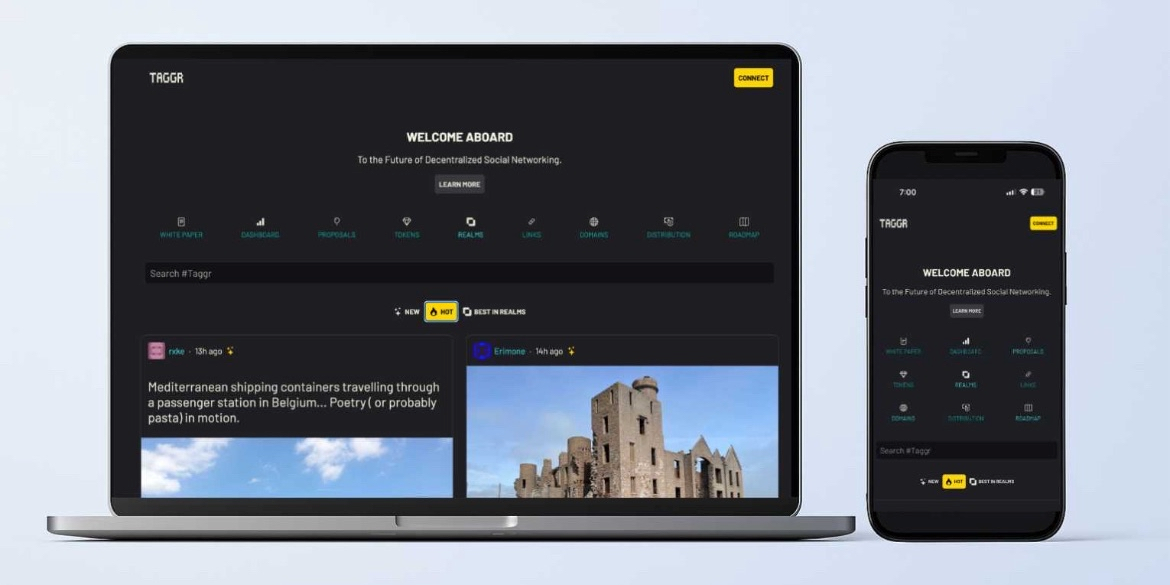 TAGGR
CONNECT
WELCOME ABOARD
To the Future of Decentralized Social Networking.
LEARN MORE
WHITE PAPER DASHBOARD PROPOSALS TOKENS REALMS LINKS DOMAINS DISTRIBUTION ROADMAP
Search #Taggr
NEW HOT BEST IN REALMS
rxke · 13h ago
Erimone · 14h ago
Mediterranean shipping containers travelling through
a passenger station in Belgium... Poetry ( or probably
pasta) in motion.
7:00
TAGGR
CONNECT
WELCOME ABOARD
To the Future of Decentralized Social Networking.
LEARN MORE
WHITE PAPER DASHBOARD PROPOSALS
TOKENS REALMS LINKS
DOMAINS DISTRIBUTION ROADMAP
Search #Taggr
NEW HOT BEST IN REALMS